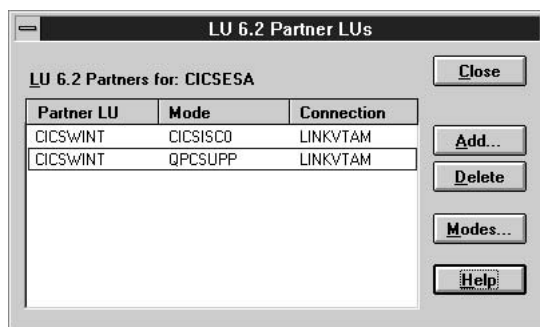 LU 6.2 Partner LUs
LU 6.2 Partners for: CICSESA
Close
Partner LU Mode Connection
CICSWINT CICSISC0 LINKVTAM
CICSWINT QPCSUPP LINKVTAM
Add...
Delete
Modes...
Help